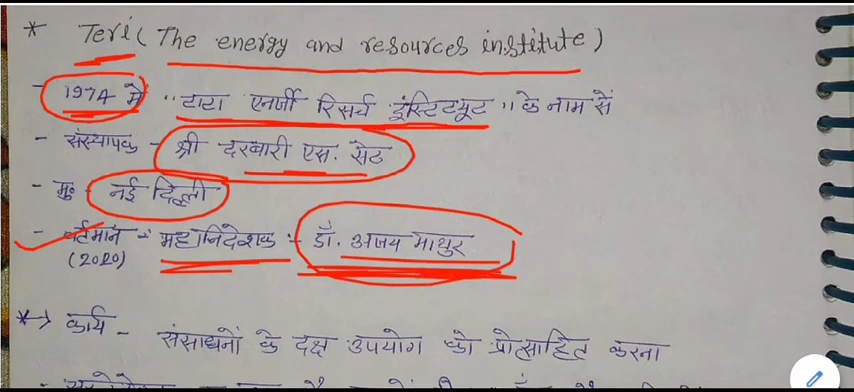 * Teri ( The energy and resources institute )
- 1974 में "टाटा एनर्जी रिसर्च इंस्टिट्यूट" के नाम सें
- संस्थापक - श्री दरबारी एस. सेठ
- मु॰ - नई दिल्ली
- वर्तमान - महानिदेशक :- डॉ. अजय माथुर
(2020)
*→ कार्य - संसाधनों के दक्ष उपयोग को प्रोत्साहित करना